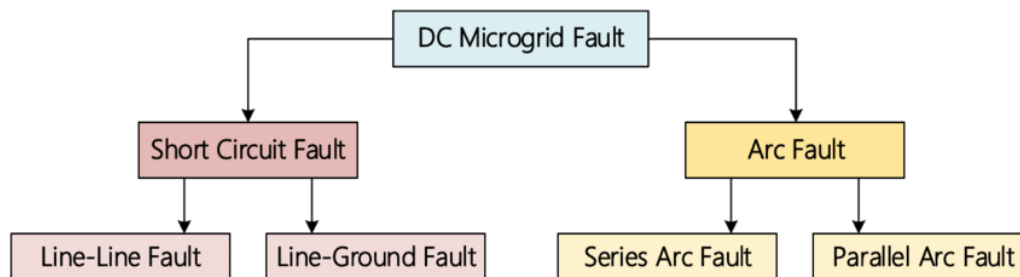 DC Microgrid Fault
Short Circuit Fault
Arc Fault
Line-Line Fault
Line-Ground Fault
Series Arc Fault
Parallel Arc Fault